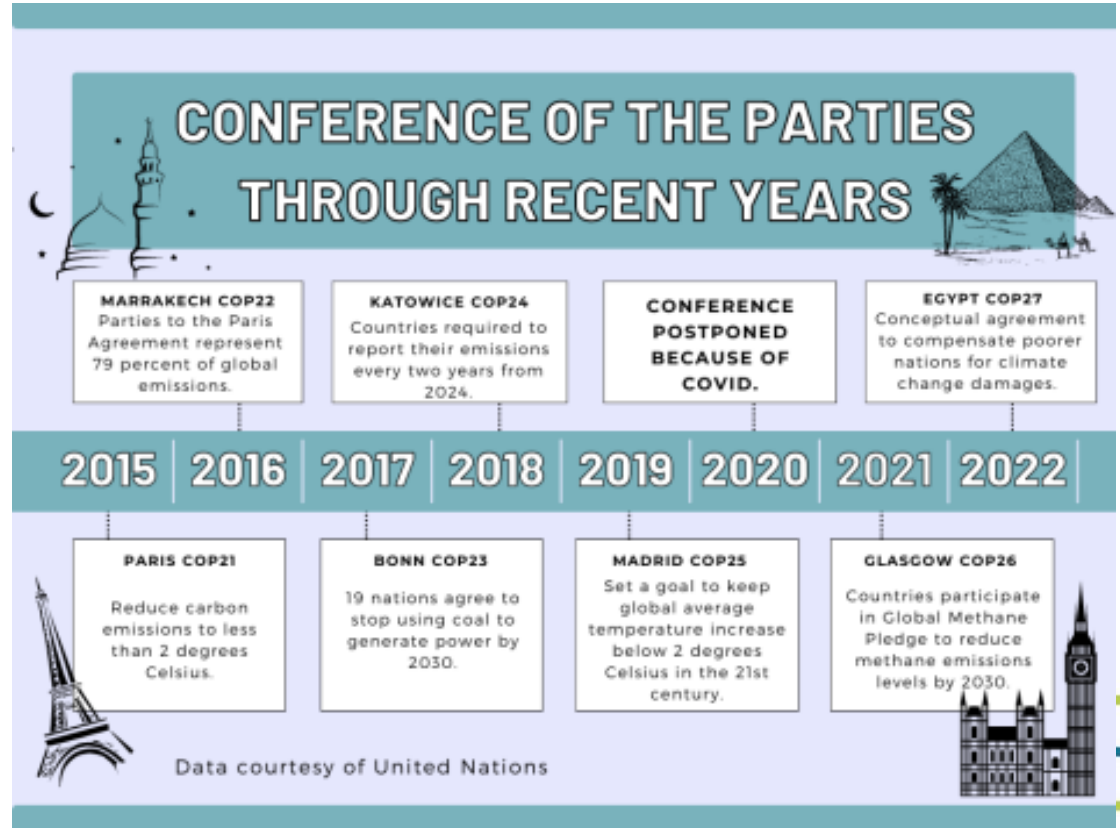 CONFERENCE OF THE PARTIES
THROUGH RECENT YEARS
MARRAKECH COP22
Parties to the Paris
Agreement represent
79 percent of global
emissions.
KATOWICE COP24
Countries required to
report their emissions
every two years from
2024.
CONFERENCE
POSTPONED
BECAUSE OF
COVID.
EGYPT COP27
Conceptual agreement
to compensate poorer
nations for climate
change damages.
2015 2016 2017 2018 2019 2020 2021 2022
PARIS COP21
Reduce carbon
emissions to less
than 2 degrees
Celsius.
BONN COP23
19 nations agree to
stop using coal to
generate power by
2030.
MADRID COP25
Set a goal to keep
global average
temperature increase
below 2 degrees
Celsius in the 21st
century.
GLASGOW COP26
Countries participate
in Global Methane
Pledge to reduce
methane emissions
levels by 2030.
Data courtesy of United Nations